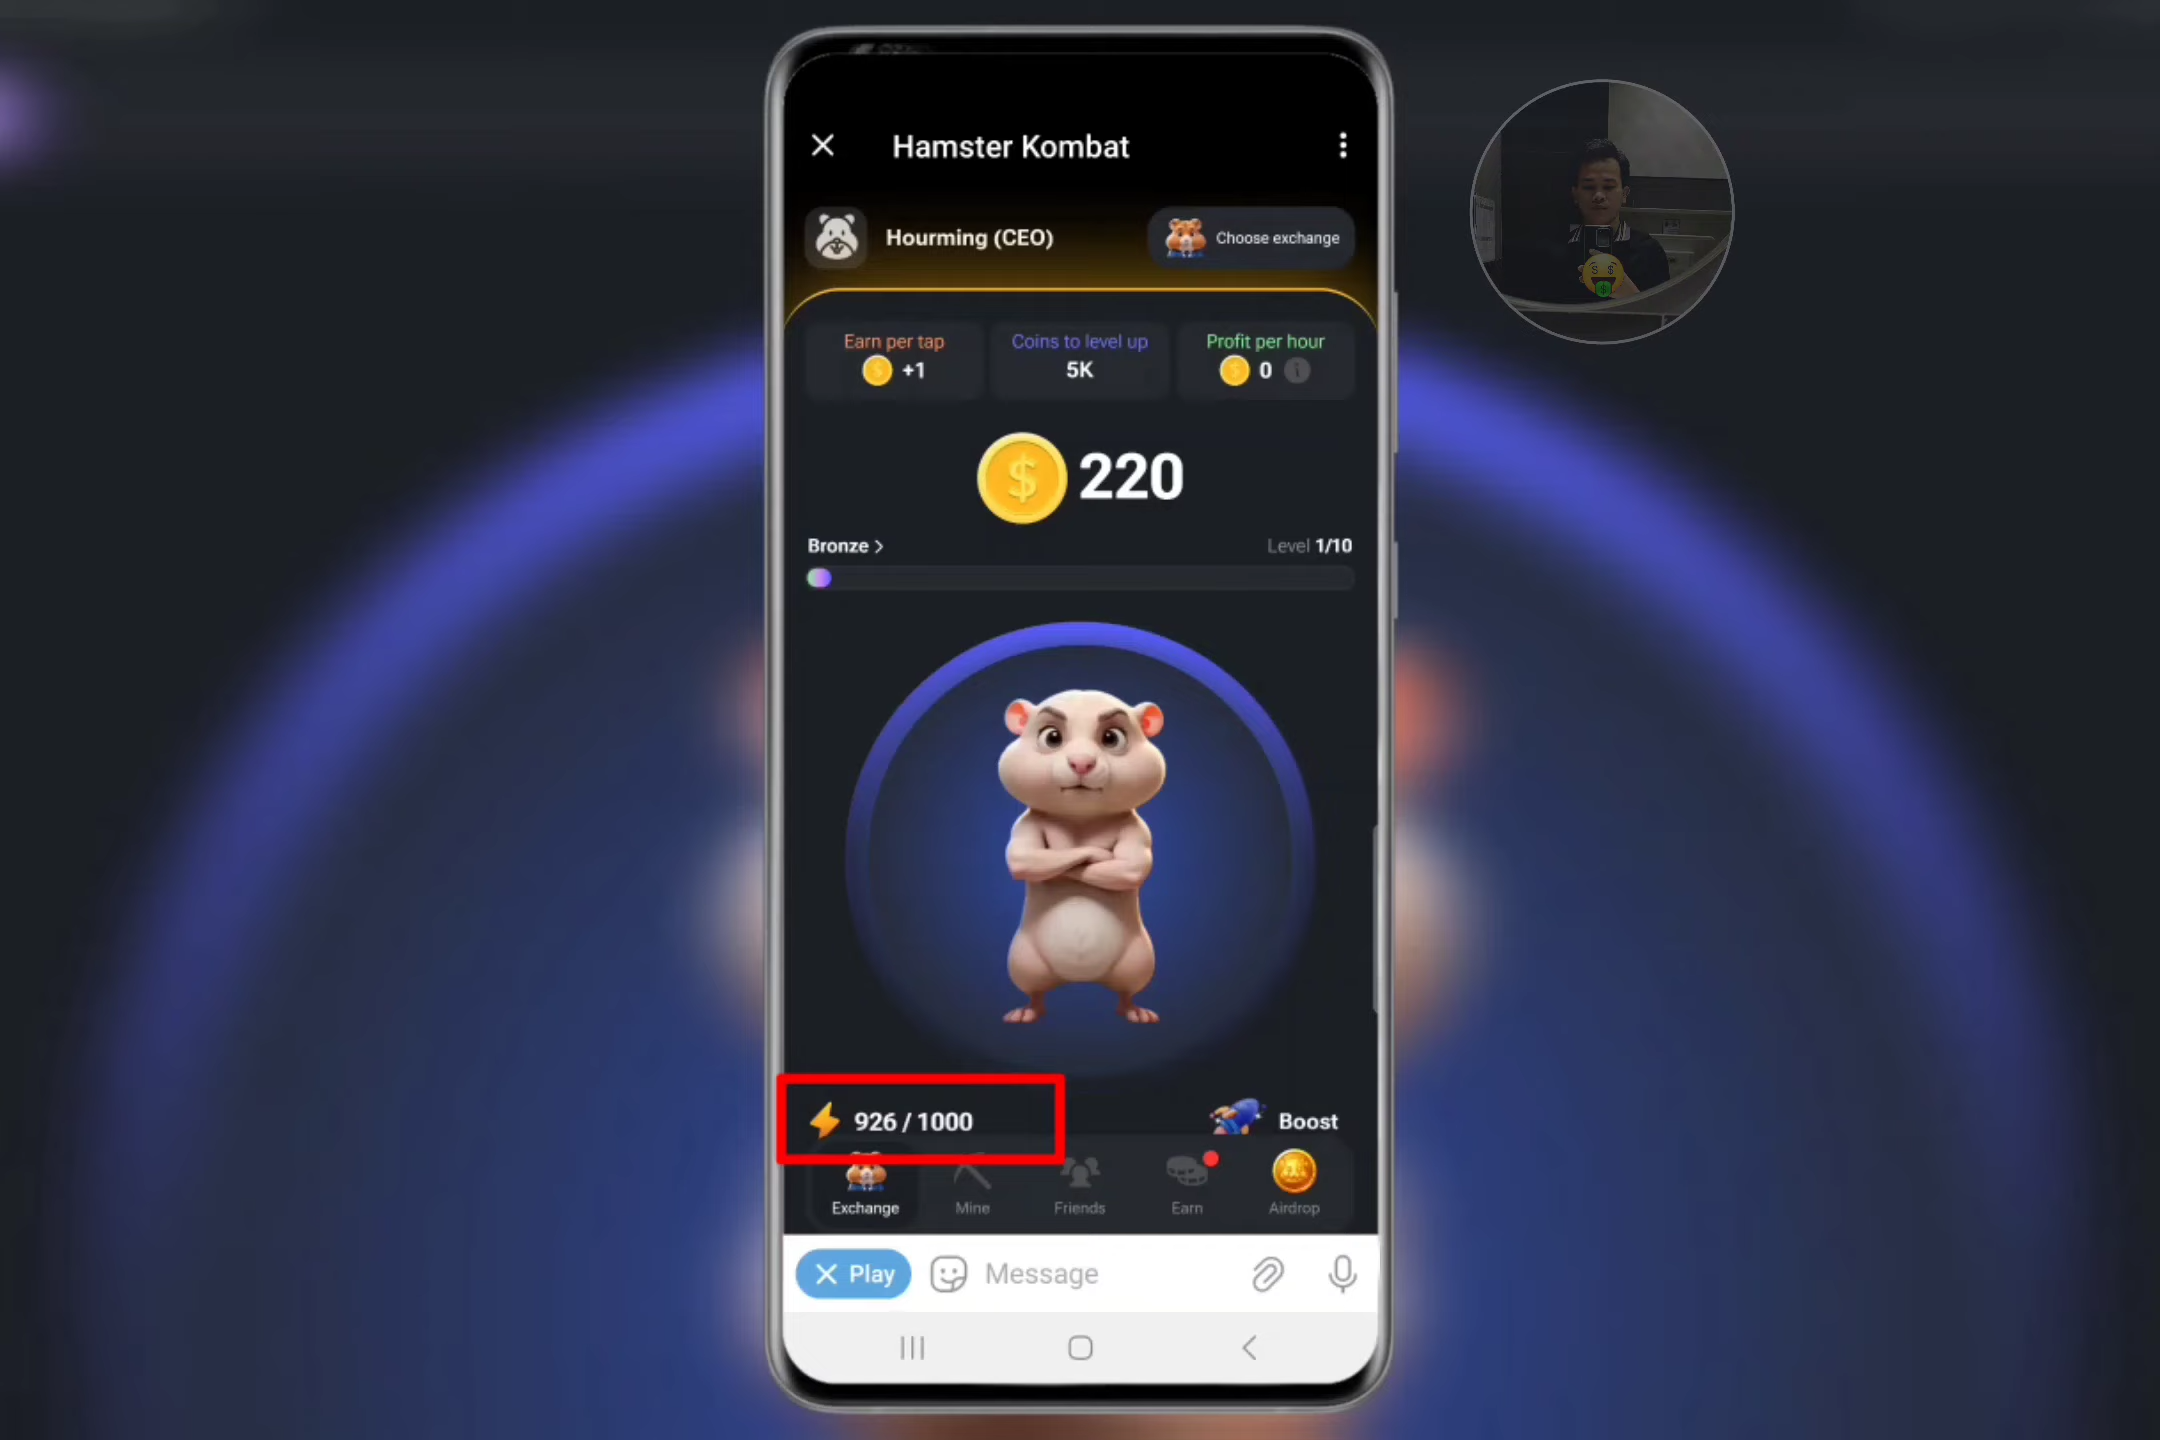 Hamster Kombat
Hourming (CEO)
Choose exchange
Earn per tap
+1
Coins to level up
5K
Profit per hour
0
220
Bronze >
Level 1/10
926 / 1000
Boost
Exchange
Mine
Friends
Earn
Airdrop
Play
Message